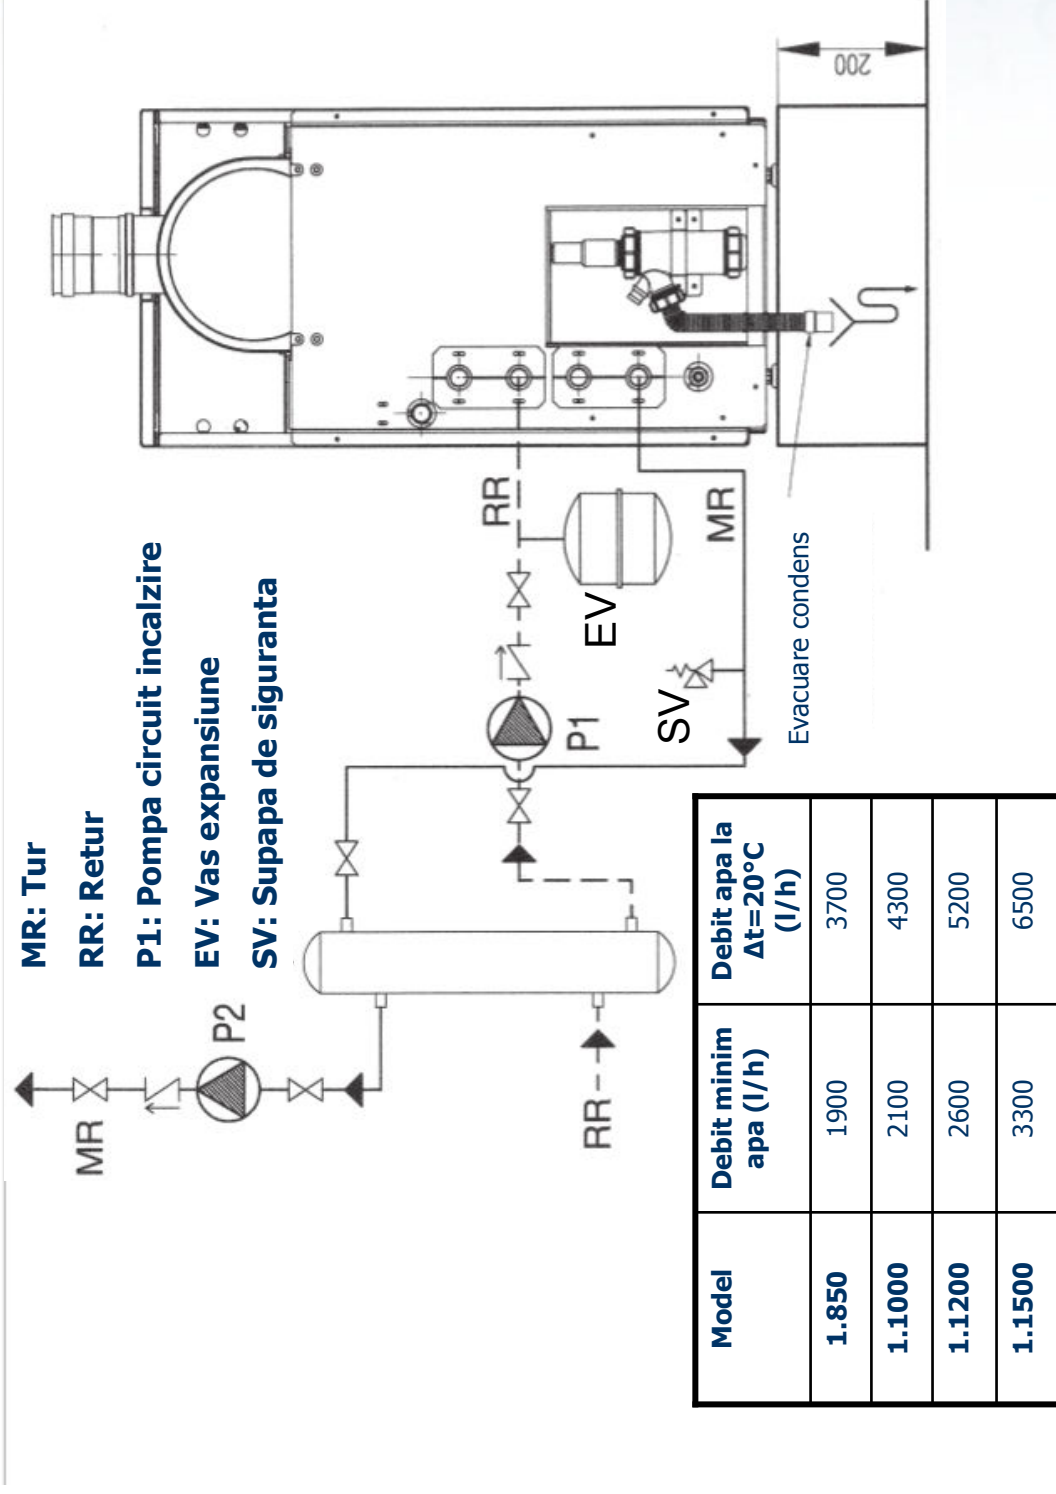 MR: Tur
RR: Retur
P1: Pompa circuit incalzire
EV: Vas expansiune
SV: Supapa de siguranta
MR
P2
RR
P1
SV
EV
RR
MR
200
Evacuare condens
Model
Debit minim
apa (l/h)
Debit apa la
Δt=20°C
(l/h)
1.850 1900 3700
1.1000 2100 4300
1.1200 2600 5200
1.1500 3300 6500